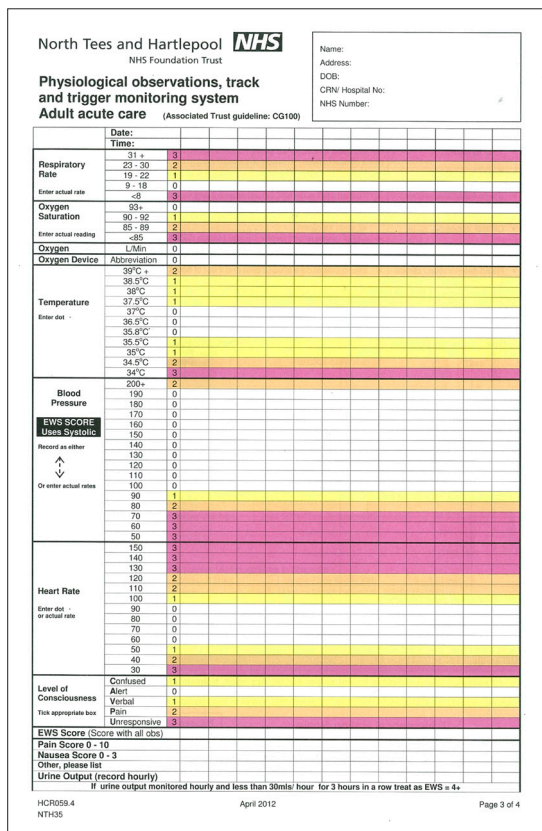 North Tees and Hartlepool NHS
NHS Foundation Trust
Name:
Address:
DOB:
CRN/ Hospital No:
NHS Number:
Physiological observations, track
and trigger monitoring system
Adult acute care (Associated Trust guideline: CG100)
Date:
Time:
Respiratory Rate
Enter actual rate
31 + 3
23 - 30 2
19 - 22 1
9 - 18 0
<8 3
Oxygen Saturation
Enter actual reading
93+ 0
90 - 92 1
85 - 89 2
<85 3
Oxygen L/Min 0
Oxygen Device Abbreviation 0
Temperature
Enter dot ·
39°C + 2
38.5°C 1
38°C 1
37.5°C 1
37°C 0
36.5°C 0
35.8°C 0
35.5°C 1
35°C 1
34.5°C 2
34°C 3
Blood Pressure
EWS SCORE
Uses Systolic
Record as either
Or enter actual rates
200+ 2
190 0
180 0
170 0
160 0
150 0
140 0
130 0
120 0
110 0
100 0
90 1
80 2
70 3
60 3
50 3
Heart Rate
Enter dot ·
or actual rate
150 3
140 3
130 3
120 2
110 2
100 1
90 0
80 0
70 0
60 0
50 1
40 2
30 3
Level of Consciousness
Tick appropriate box
Confused 1
Alert 0
Verbal 1
Pain 2
Unresponsive 3
EWS Score (Score with all obs)
Pain Score 0 - 10
Nausea Score 0 - 3
Other, please list
Urine Output (record hourly)
If urine output monitored hourly and less than 30mls/ hour for 3 hours in a row treat as EWS = 4+
HCR059.4 April 2012 Page 3 of 4
NTH35